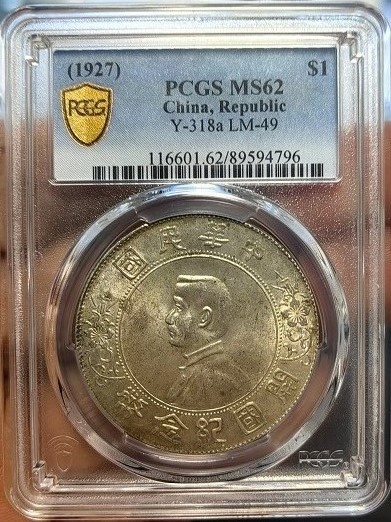 (1927) $1
PCGS MS62
China, Republic
Y-318a LM-49
116601.62/89594796
PCGS
中華民國
開國紀念幣
PCGS